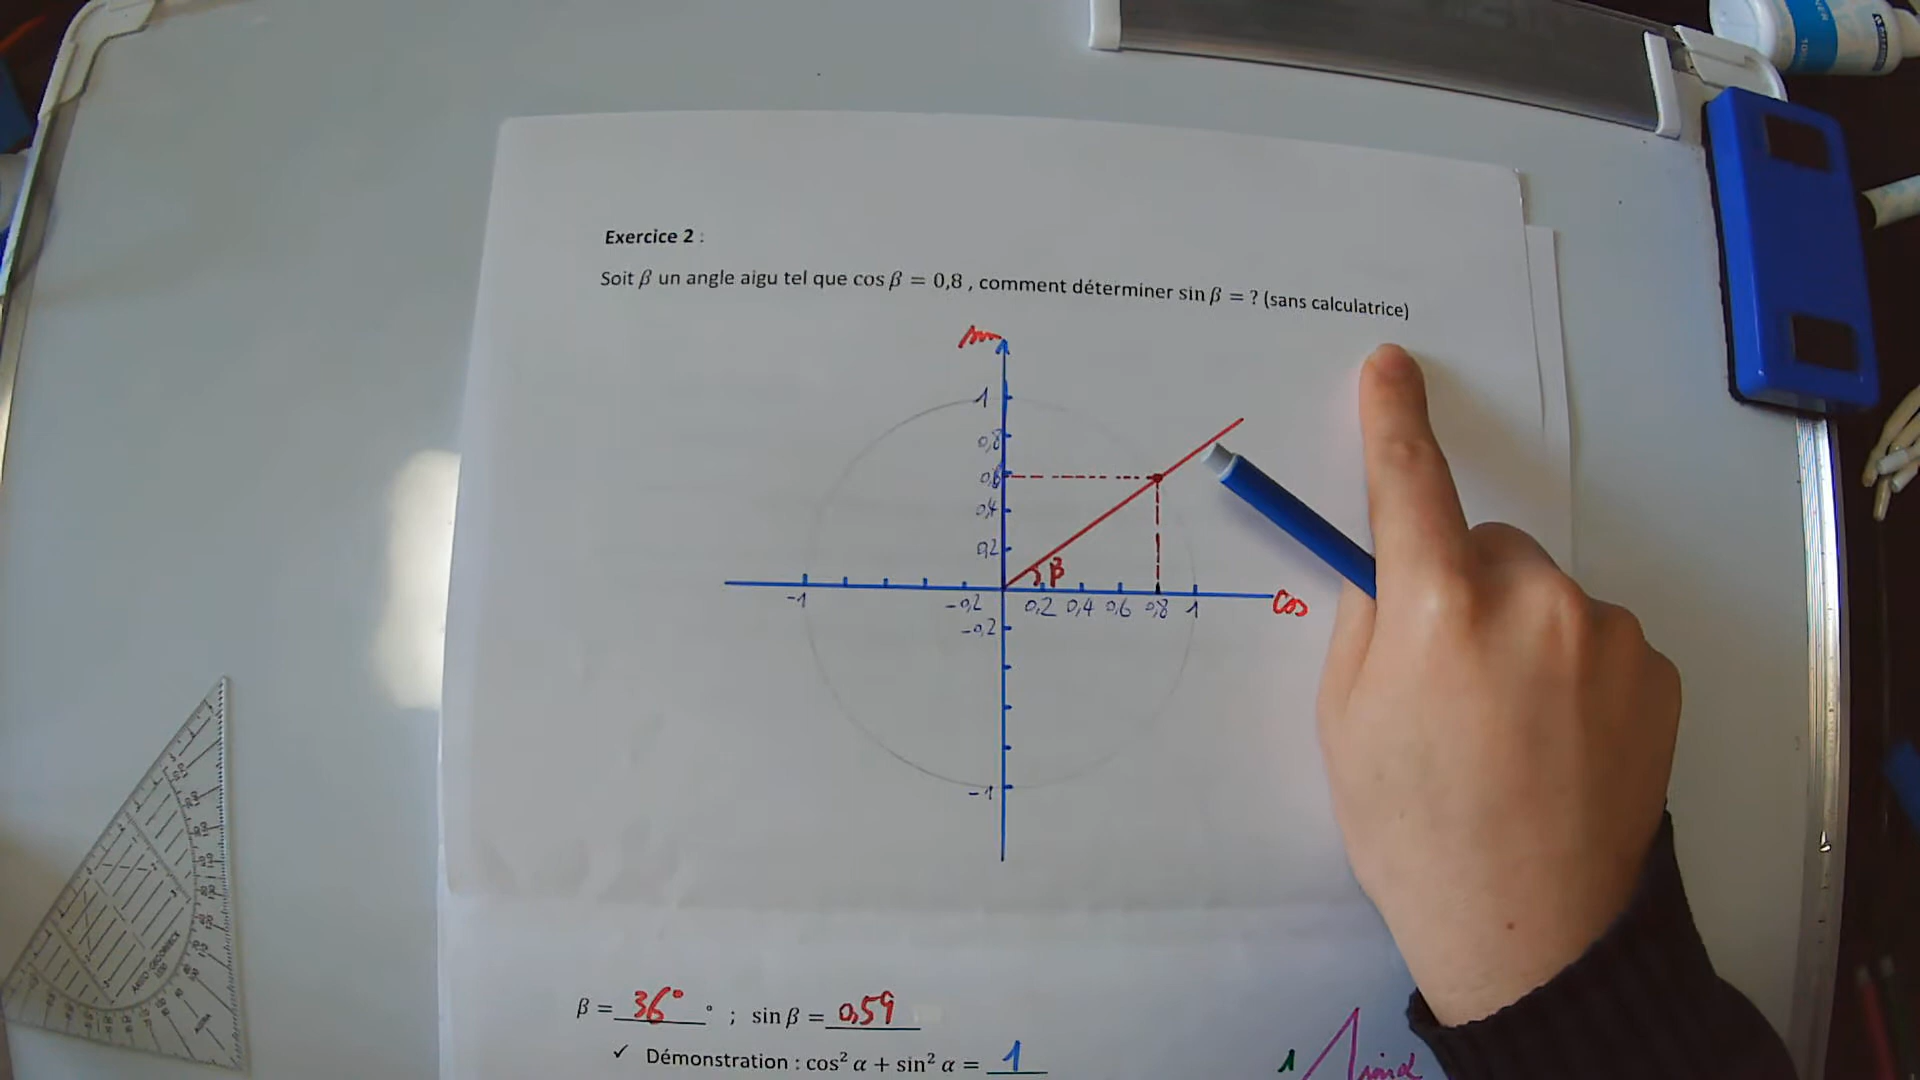 Exercice 2 :
Soit β un angle aigu tel que cos β = 0,8 , comment déterminer sin β = ? (sans calculatrice)
sin
1
0,8
0,6
0,4
0,2
β
-1
-0,2
0,2 0,4 0,6 0,8 1
cos
-0,2
-1
β = 36° ° ; sin β = 0,59
✓ Démonstration : cos² α + sin² α = 1
1
sin α